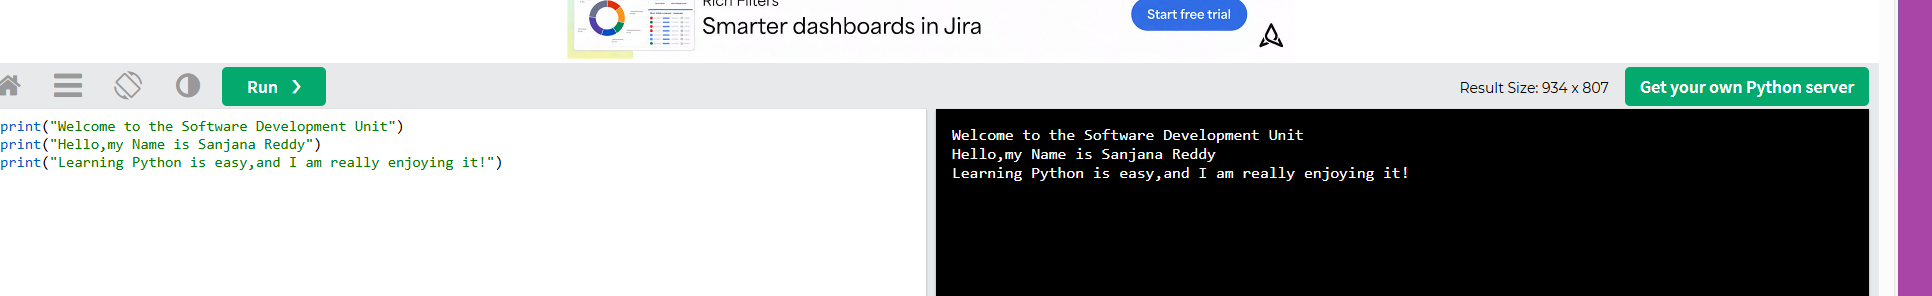 Rich Filters
Smarter dashboards in Jira
Start free trial
Run ❯
Result Size: 934 x 807
Get your own Python server
print("Welcome to the Software Development Unit")
print("Hello,my Name is Sanjana Reddy")
print("Learning Python is easy,and I am really enjoying it!")
Welcome to the Software Development Unit
Hello,my Name is Sanjana Reddy
Learning Python is easy,and I am really enjoying it!